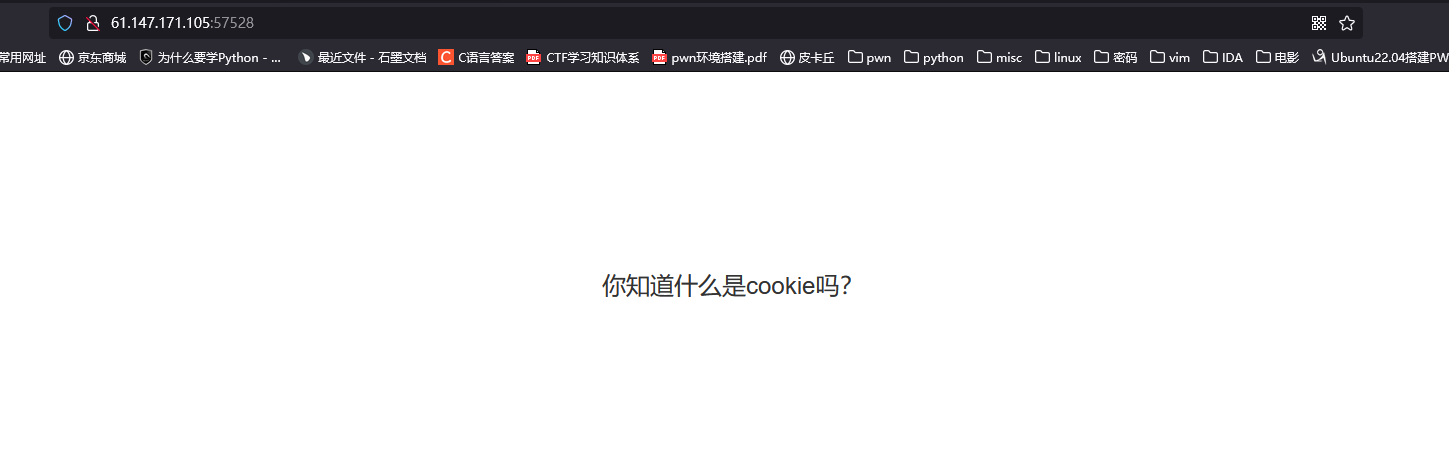 61.147.171.105:57528
常用网址 京东商城 为什么要学Python - ... 最近文件 - 石墨文档 C语言答案 CTF学习知识体系 pwn环境搭建.pdf 皮卡丘 pwn python misc linux 密码 vim IDA 电影 Ubuntu22.04搭建PW
你知道什么是cookie吗?